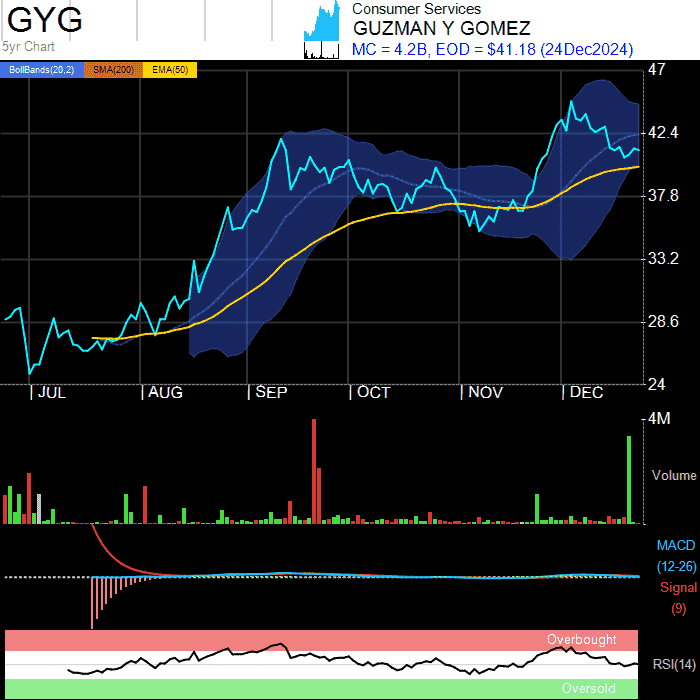 GYG
5yr Chart
Consumer Services
GUZMAN Y GOMEZ
MC = 4.2B, EOD = $41.18 (24Dec2024)
BollBands(20,2) SMA(200) EMA(50)
47
42.4
37.8
33.2
28.6
24
JUL AUG SEP OCT NOV DEC
4M
Volume
MACD
(12-26)
Signal
(9)
Overbought
RSI(14)
Oversold